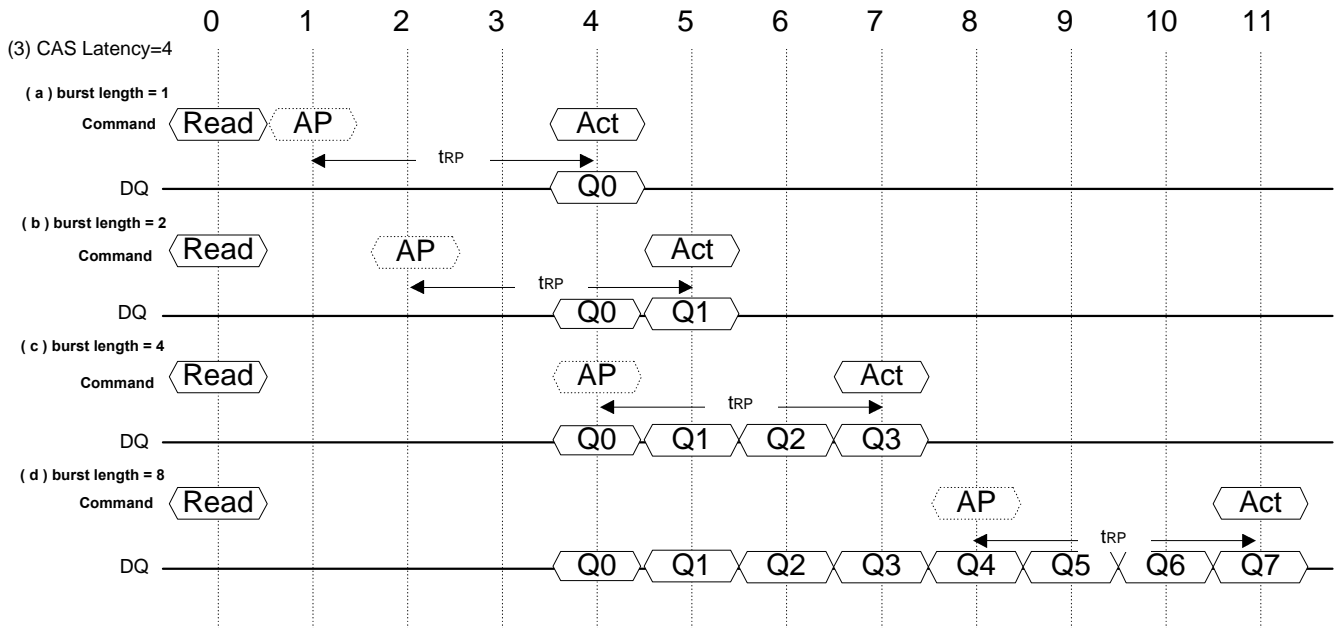 0 1 2 3 4 5 6 7 8 9 10 11
(3) CAS Latency=4
( a ) burst length = 1
Command Read AP Act
tRP
DQ Q0
( b ) burst length = 2
Command Read AP Act
tRP
DQ Q0 Q1
( c ) burst length = 4
Command Read AP Act
tRP
DQ Q0 Q1 Q2 Q3
( d ) burst length = 8
Command Read AP Act
tRP
DQ Q0 Q1 Q2 Q3 Q4 Q5 Q6 Q7